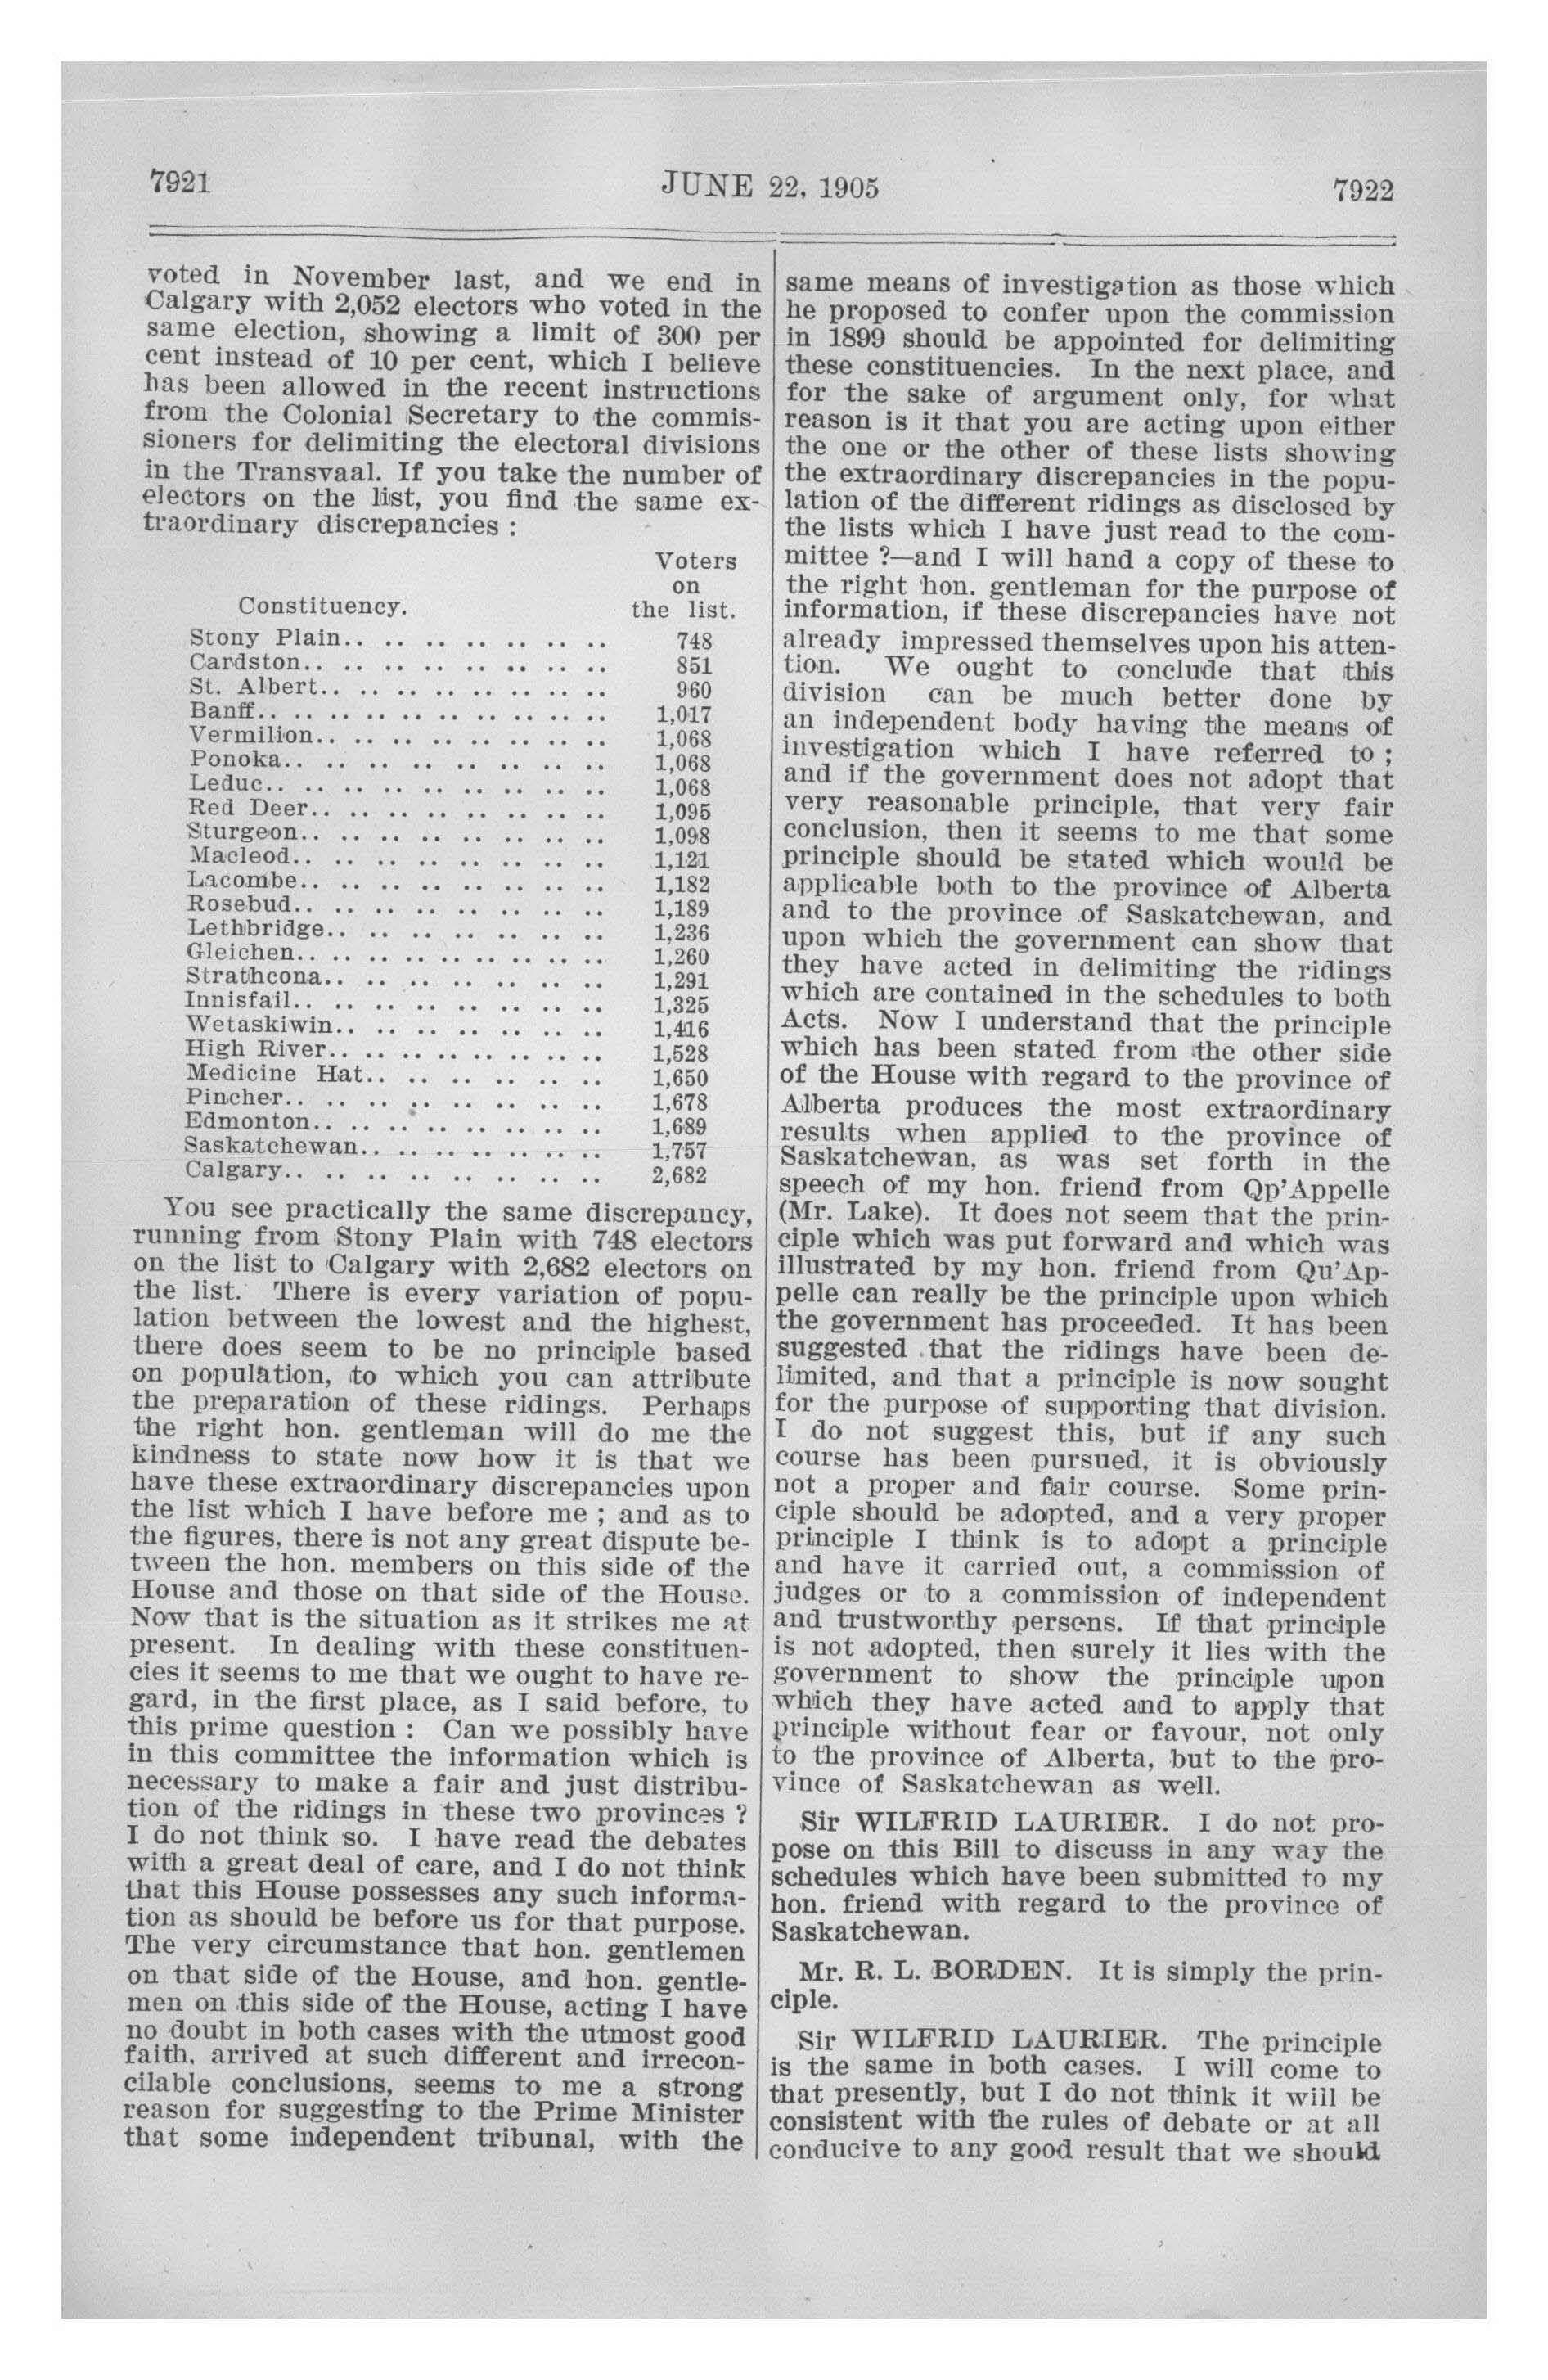 7921
JUNE 22, 1905
7922
voted in November last, and we end in
Calgary with 2,052 electors who voted in the
same election, showing a limit of 300 per
cent instead of 10 per cent, which I believe
has been allowed in the recent instructions
from the Colonial Secretary to the commis-
sioners for delimiting the electoral divisions
in the Transvaal. If you take the number of
electors on the list, you find the same ex-
traordinary discrepancies :
Voters
on
Constituency. the list.
Stony Plain.. .. .. .. .. .. .. 748
Cardston.. .. .. .. .. .. .. .. 851
St. Albert.. .. .. .. .. .. .. .. 960
Banff.. .. .. .. .. .. .. .. .. 1,017
Vermilion.. .. .. .. .. .. .. .. 1,068
Ponoka.. .. .. .. .. .. .. .. 1,068
Leduc.. .. .. .. .. .. .. .. .. 1,068
Red Deer.. .. .. .. .. .. .. .. 1,095
Sturgeon.. .. .. .. .. .. .. .. 1,098
Macleod.. .. .. .. .. .. .. .. 1,121
Lacombe.. .. .. .. .. .. .. .. 1,182
Rosebud.. .. .. .. .. .. .. .. 1,189
Lethbridge.. .. .. .. .. .. .. 1,236
Gleichen.. .. .. .. .. .. .. .. .. 1,260
Strathcona.. .. .. .. .. .. .. .. 1,291
Innisfail.. .. .. .. .. .. .. .. 1,325
Wetaskiwin.. .. .. .. .. .. .. 1,416
High River.. .. .. .. .. .. .. .. 1,528
Medicine Hat.. .. .. .. .. .. 1,650
Pincher.. .. .. .. .. .. .. .. 1,678
Edmonton.. .. .. .. .. .. .. .. 1,689
Saskatchewan.. .. .. .. .. .. .. 1,757
Calgary.. .. .. .. .. .. .. .. 2,682
You see practically the same discrepancy,
running from Stony Plain with 748 electors
on the list to Calgary with 2,682 electors on
the list. There is every variation of popu-
lation between the lowest and the highest,
there does seem to be no principle based
on population, to which you can attribute
the preparation of these ridings. Perhaps
the right hon. gentleman will do me the
kindness to state now how it is that we
have these extraordinary discrepancies upon
the list which I have before me ; and as to
the figures, there is not any great dispute be-
tween the hon. members on this side of the
House and those on that side of the House.
Now that is the situation as it strikes me at
present. In dealing with these constituen-
cies it seems to me that we ought to have re-
gard, in the first place, as I said before, to
this prime question : Can we possibly have
in this committee the information which is
necessary to make a fair and just distribu-
tion of the ridings in these two provinces ?
I do not think so. I have read the debates
with a great deal of care, and I do not think
that this House possesses any such informa-
tion as should be before us for that purpose.
The very circumstance that hon. gentlemen
on that side of the House, and hon. gentle-
men on this side of the House, acting I have
no doubt in both cases with the utmost good
faith, arrived at such different and irrecon-
cilable conclusions, seems to me a strong
reason for suggesting to the Prime Minister
that some independent tribunal, with the
same means of investigation as those which
he proposed to confer upon the commission
in 1899 should be appointed for delimiting
these constituencies. In the next place, and
for the sake of argument only, for what
reason is it that you are acting upon either
the one or the other of these lists showing
the extraordinary discrepancies in the popu-
lation of the different ridings as disclosed by
the lists which I have just read to the com-
mittee ?—and I will hand a copy of these to
the right hon. gentleman for the purpose of
information, if these discrepancies have not
already impressed themselves upon his atten-
tion. We ought to conclude that this
division can be much better done by
an independent body having the means of
investigation which I have referred to ;
and if the government does not adopt that
very reasonable principle, that very fair
conclusion, then it seems to me that some
principle should be stated which would be
applicable both to the province of Alberta
and to the province of Saskatchewan, and
upon which the government can show that
they have acted in delimiting the ridings
which are contained in the schedules to both
Acts. Now I understand that the principle
which has been stated from the other side
of the House with regard to the province of
Alberta produces the most extraordinary
results when applied to the province of
Saskatchewan, as was set forth in the
speech of my hon. friend from Qp'Appelle
(Mr. Lake). It does not seem that the prin-
ciple which was put forward and which was
illustrated by my hon. friend from Qu'Ap-
pelle can really be the principle upon which
the government has proceeded. It has been
suggested that the ridings have been de-
limited, and that a principle is now sought
for the purpose of supporting that division.
I do not suggest this, but if any such
course has been pursued, it is obviously
not a proper and fair course. Some prin-
ciple should be adopted, and a very proper
principle I think is to adopt a principle
and have it carried out, a commission of
judges or to a commission of independent
and trustworthy persons. If that principle
is not adopted, then surely it lies with the
government to show the principle upon
which they have acted and to apply that
principle without fear or favour, not only
to the province of Alberta, but to the pro-
vince of Saskatchewan as well.
Sir WILFRID LAURIER. I do not pro-
pose on this Bill to discuss in any way the
schedules which have been submitted to my
hon. friend with regard to the province of
Saskatchewan.
Mr. R. L. BORDEN. It is simply the prin-
ciple.
Sir WILFRID LAURIER. The principle
is the same in both cases. I will come to
that presently, but I do not think it will be
consistent with the rules of debate or at all
conducive to any good result that we should